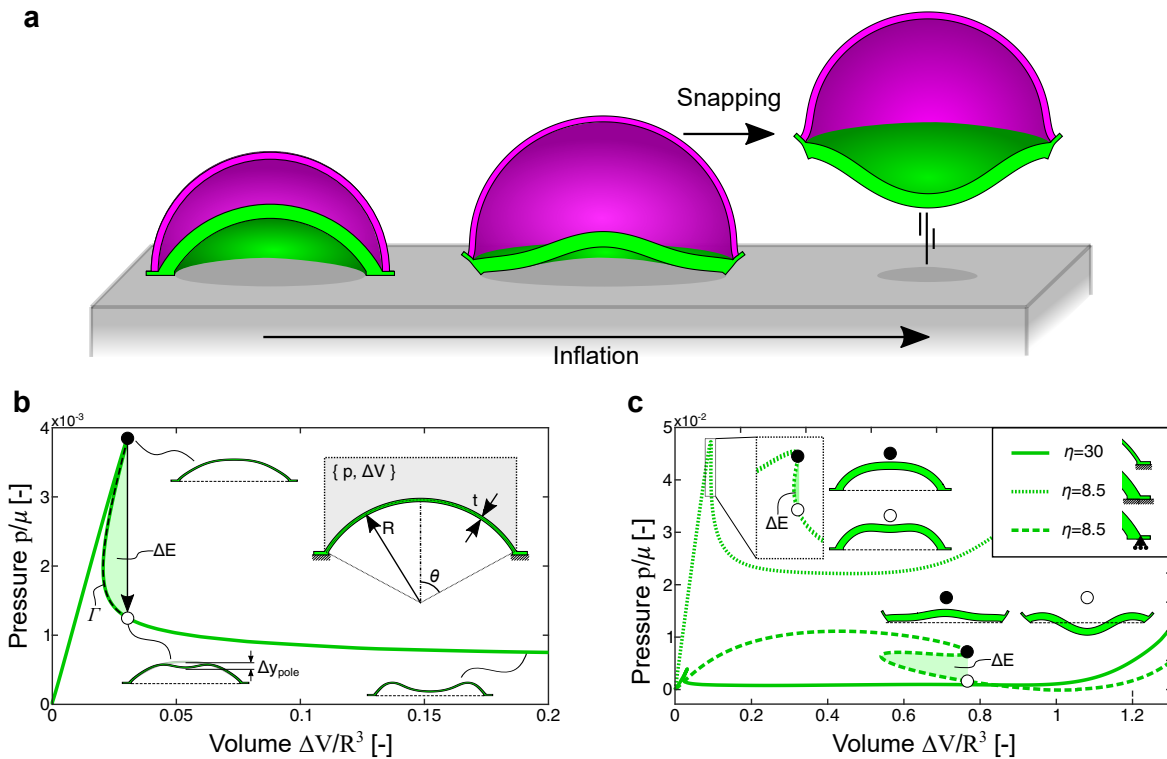 a
Snapping
Inflation
b
x10⁻³
4
3
2
1
0
Pressure p/μ [-]
0
0.05
0.1
0.15
0.2
Volume ΔV/R³ [-]
ΔE
Γ
{ p, ΔV }
R
t
θ
Δy_pole
c
x10⁻²
5
4
3
2
1
0
Pressure p/μ [-]
0
0.2
0.4
0.6
0.8
1
1.2
Volume ΔV/R³ [-]
ΔE
η=30
η=8.5
η=8.5
ΔE